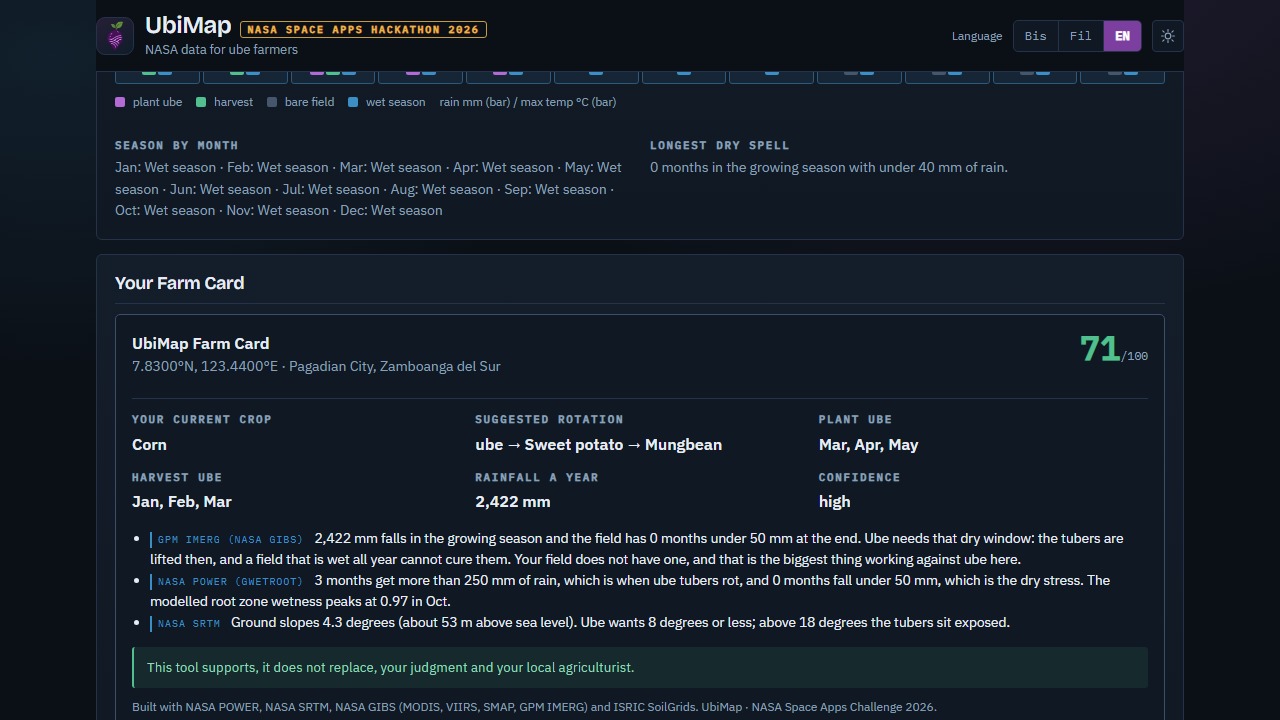 UbiMap NASA SPACE APPS HACKATHON 2026
NASA data for ube farmers
Language Bis Fil EN
plant ube harvest bare field wet season rain mm (bar) / max temp °C (bar)
SEASON BY MONTH
Jan: Wet season · Feb: Wet season · Mar: Wet season · Apr: Wet season · May: Wet
season · Jun: Wet season · Jul: Wet season · Aug: Wet season · Sep: Wet season ·
Oct: Wet season · Nov: Wet season · Dec: Wet season
LONGEST DRY SPELL
0 months in the growing season with under 40 mm of rain.
Your Farm Card
UbiMap Farm Card
7.8300°N, 123.4400°E · Pagadian City, Zamboanga del Sur
71/100
YOUR CURRENT CROP
Corn
SUGGESTED ROTATION
ube → Sweet potato → Mungbean
PLANT UBE
Mar, Apr, May
HARVEST UBE
Jan, Feb, Mar
RAINFALL A YEAR
2,422 mm
CONFIDENCE
high
• GPM IMERG (NASA GIBS) 2,422 mm falls in the growing season and the field has 0 months under 50 mm at the end. Ube needs that dry window: the tubers are
lifted then, and a field that is wet all year cannot cure them. Your field does not have one, and that is the biggest thing working against ube here.
• NASA POWER (GWETROOT) 3 months get more than 250 mm of rain, which is when ube tubers rot, and 0 months fall under 50 mm, which is the dry stress. The
modelled root zone wetness peaks at 0.97 in Oct.
• NASA SRTM Ground slopes 4.3 degrees (about 53 m above sea level). Ube wants 8 degrees or less; above 18 degrees the tubers sit exposed.
This tool supports, it does not replace, your judgment and your local agriculturist.
Built with NASA POWER, NASA SRTM, NASA GIBS (MODIS, VIIRS, SMAP, GPM IMERG) and ISRIC SoilGrids. UbiMap · NASA Space Apps Challenge 2026.